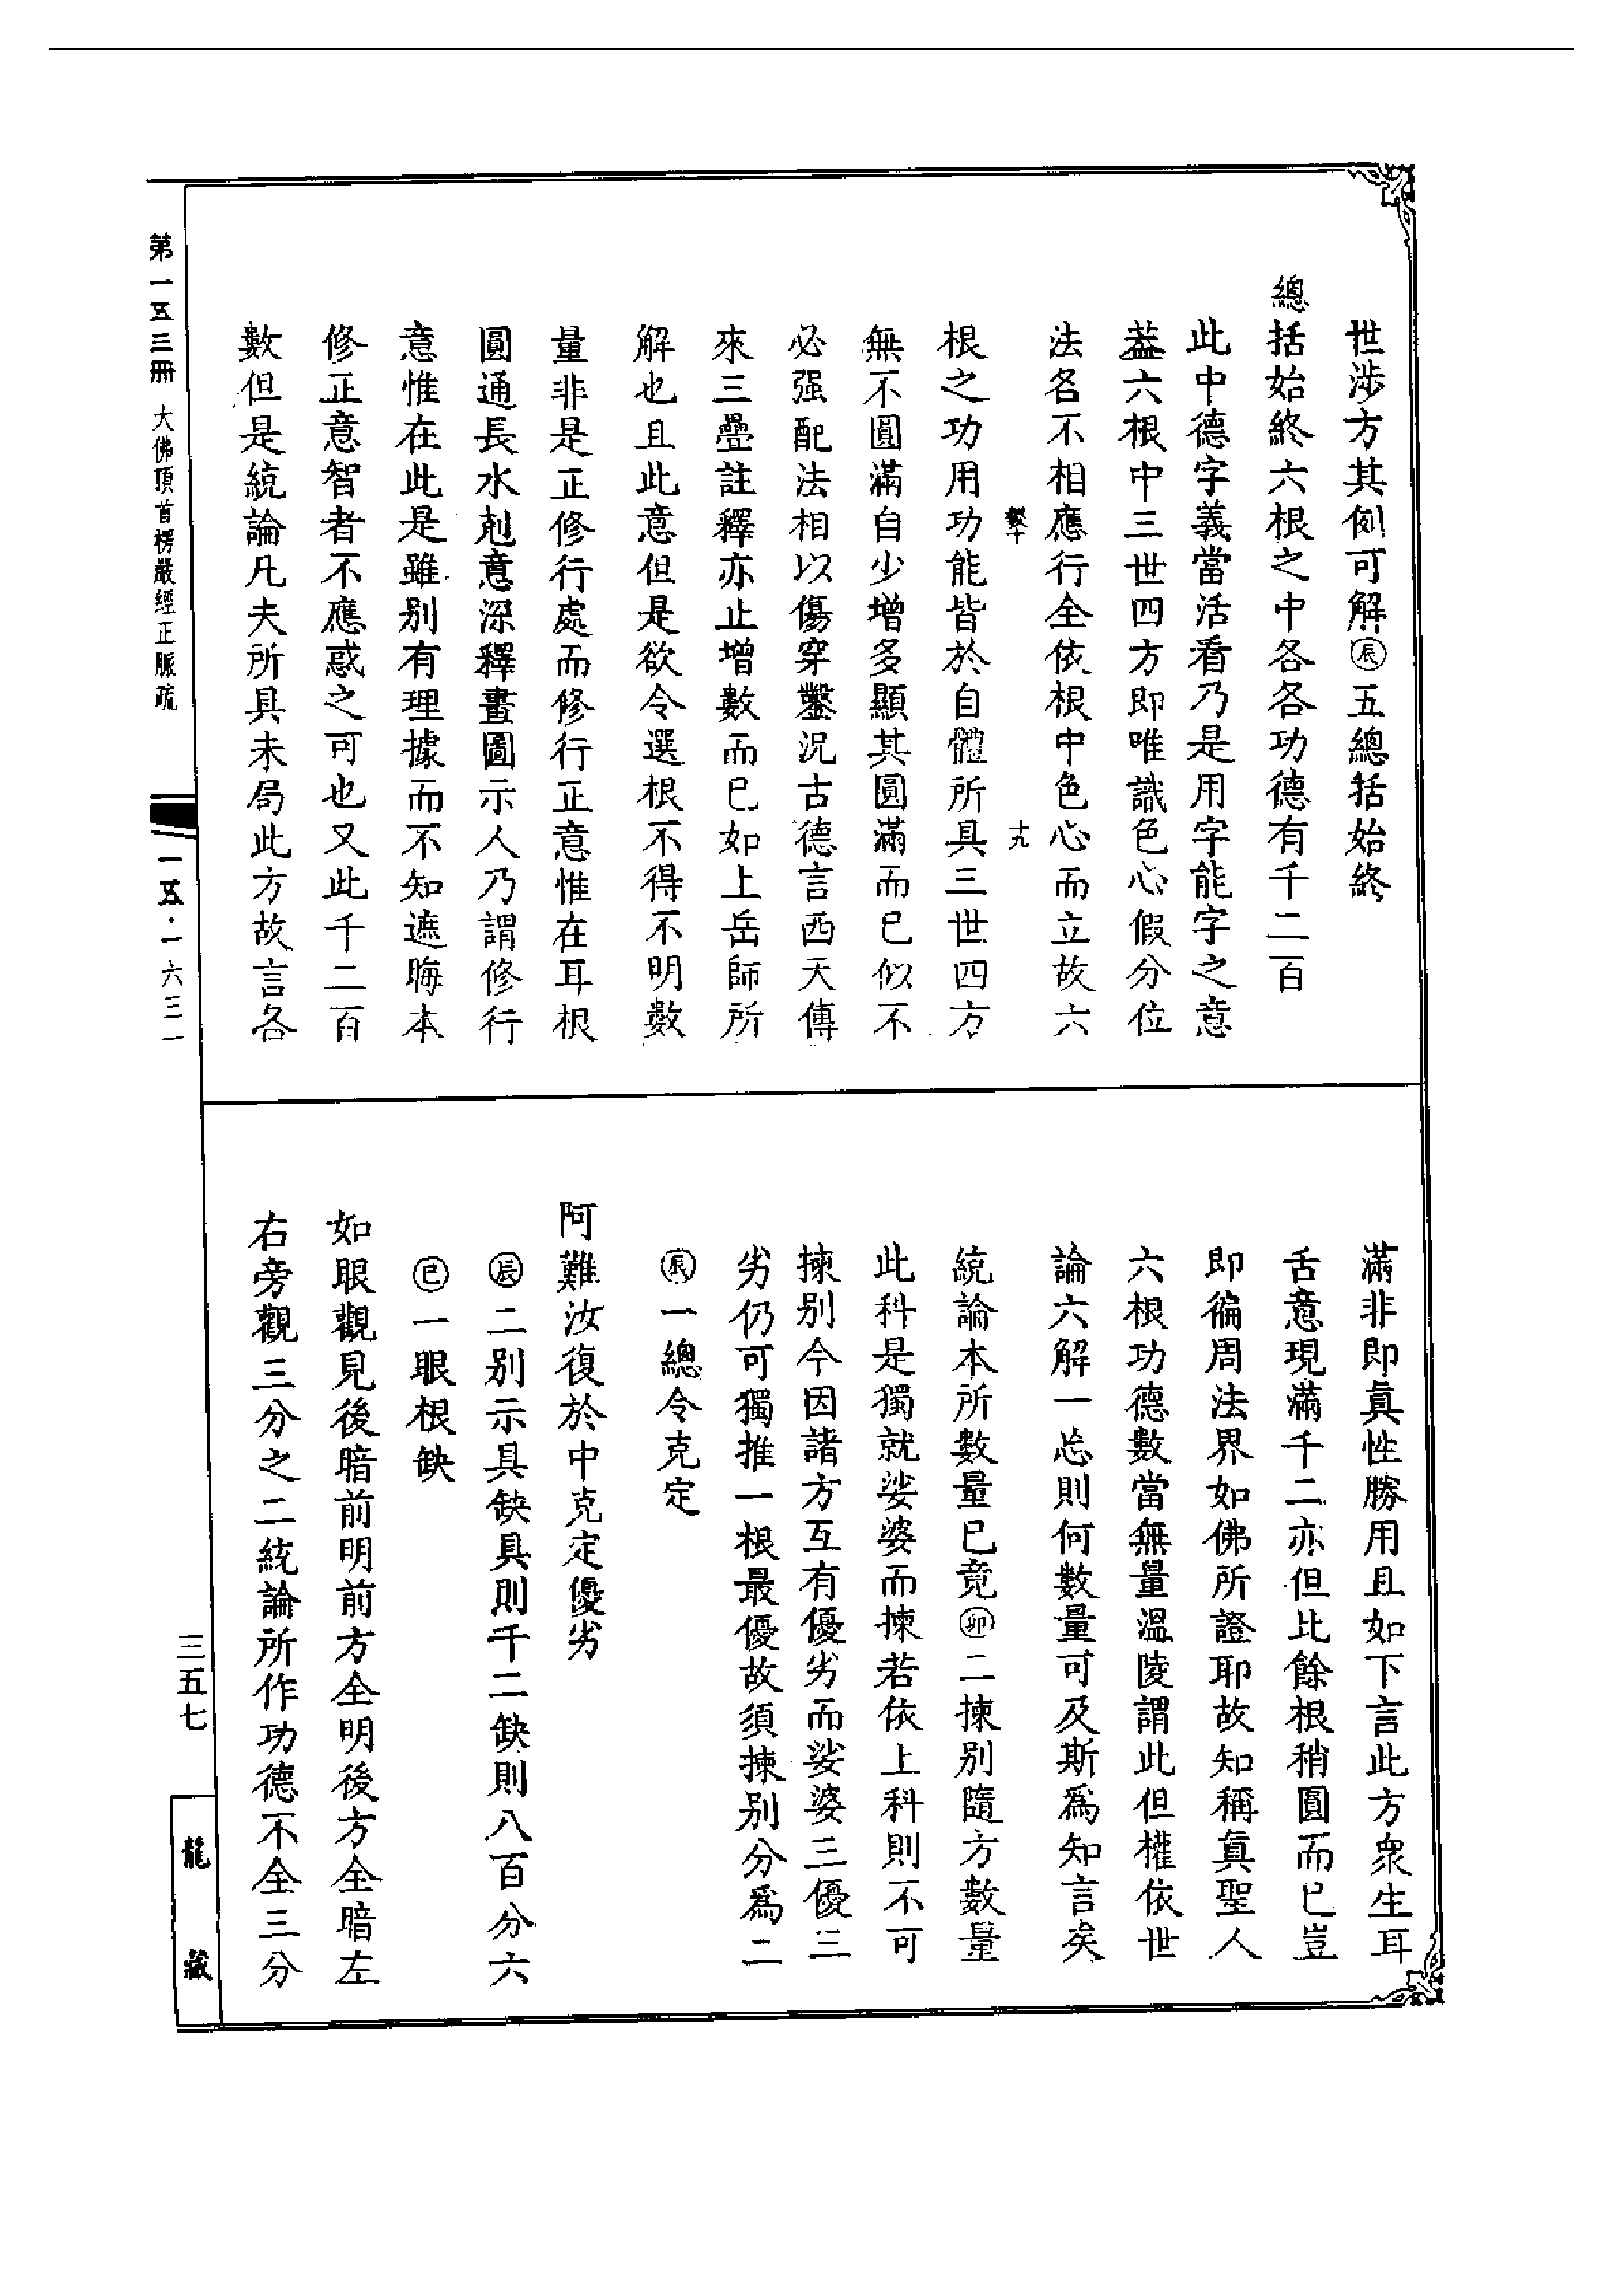 世涉方其例可解㊁辰五總括始終
總括始終六根之中各各功德有千二百
此中德字義當活看乃是用字能字之意
葢六根中三世四方即唯識色心假分位
法名不相應行全依根中色心而立故六
十九
根之功用功能皆於自體所具三世四方
無不圓滿自少增多顯其圓滿而已似不
必强配法相以傷穿鑿況古德言西天傳
來三疊註釋亦止增數而已如上岳師所
解也且此意但是欲令選根不得不明數
量非是正修行處而修行正意惟在耳根
圓通長水剋意深釋畫圖示人乃謂修行
意惟在此是雖别有理據而不知遮晦本
修正意智者不應惑之可也又此千二百
數但是統論凡夫所具未局此方故言各
滿非即眞性勝用且如下言此方衆生耳
舌意現滿千二亦但比餘根稍圓而已豈
即徧周法界如佛所證耶故知稱眞聖人
六根功德數當無量溫陵謂此但權依世
論六解一忘則何數量可及斯爲知言矣
統論本所數量已竟卯二揀别隨方數量
此科是獨就娑婆而揀若依上科則不可
揀别今因諸方互有優劣而娑婆三優三
劣仍可獨推一根最優故須揀别分爲二
辰一總令克定
阿難汝復於中克定優劣
辰二别示具缺具則千二缺則八百分六
巳一眼根缺
如眼觀見後暗前明前方全明後方全暗左
右旁觀三分之二統論所作功德不全三分
第一五三冊 大佛頂首楞嚴經正脈疏
一五·一六三一
三五七
龍藏